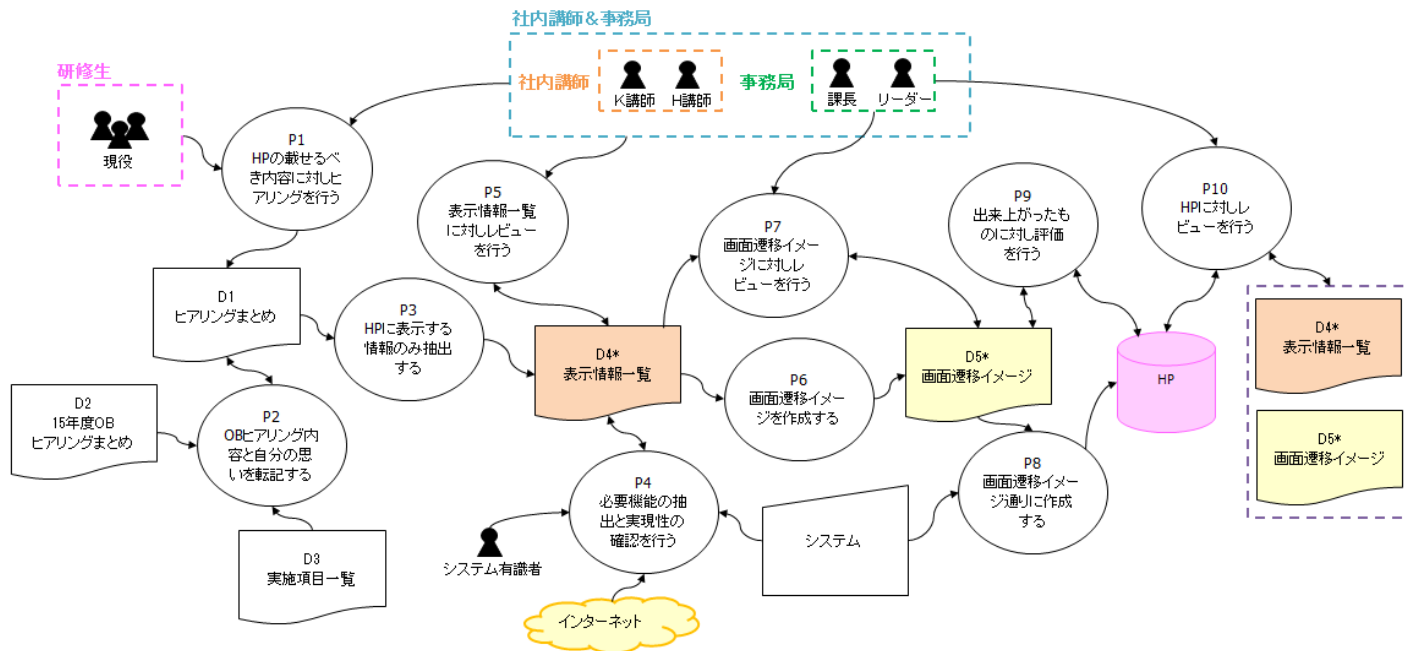 社内講師&事務局
研修生
社内講師
K講師
H講師
事務局
課長
リーダー
現役
P1
HPの載せるべ
き内容に対しヒ
アリングを行う
P5
表示情報一覧
に対しレビュー
を行う
P7
画面遷移イメー
ジに対しレ
ビューを行う
P9
出来上がったも
のに対し評価
を行う
P10
HPに対しレ
ビューを行う
D1
ヒアリングまとめ
P3
HPに表示する
情報のみ抽出
する
D4*
表示情報一覧
P6
画面遷移イメー
ジを作成する
D5*
画面遷移イメージ
HP
D4*
表示情報一覧
D2
15年度OB
ヒアリングまとめ
P2
OBヒアリング内
容と自分の思
いを転記する
D5*
画面遷移イメージ
P4
必要機能の抽
出と実現性の
確認を行う
システム
P8
画面遷移イメー
ジ通りに作成
する
D3
実施項目一覧
システム有識者
インターネット